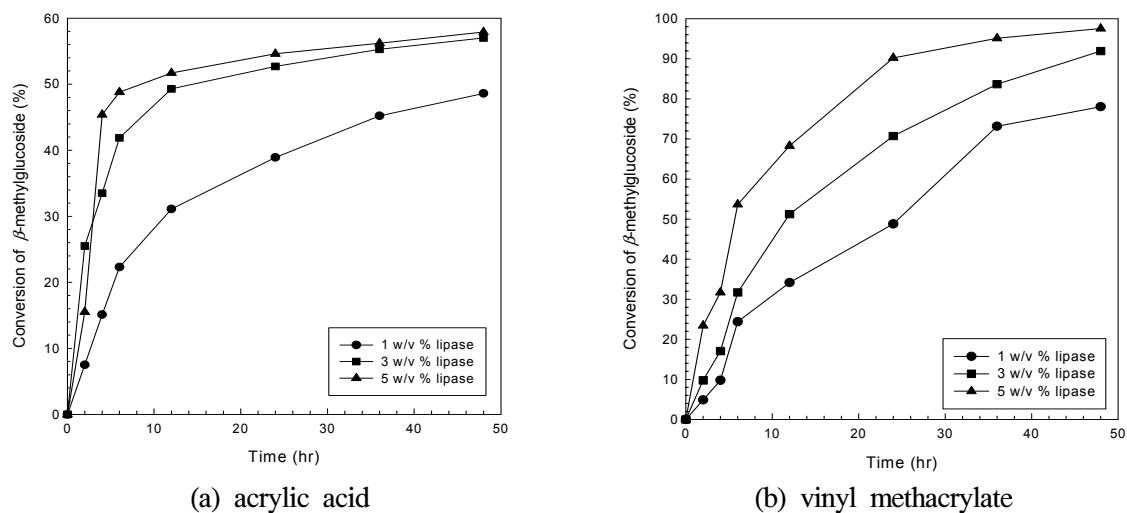 60
50
40
30
20
10
0
Conversion of β-methylglucoside (%)
0 10 20 30 40 50
Time (hr)
1 w/v % lipase
3 w/v % lipase
5 w/v % lipase
(a) acrylic acid
100
90
80
70
60
50
40
30
20
10
0
Conversion of β-methylglucoside (%)
0 10 20 30 40 50
Time (hr)
1 w/v % lipase
3 w/v % lipase
5 w/v % lipase
(b) vinyl methacrylate